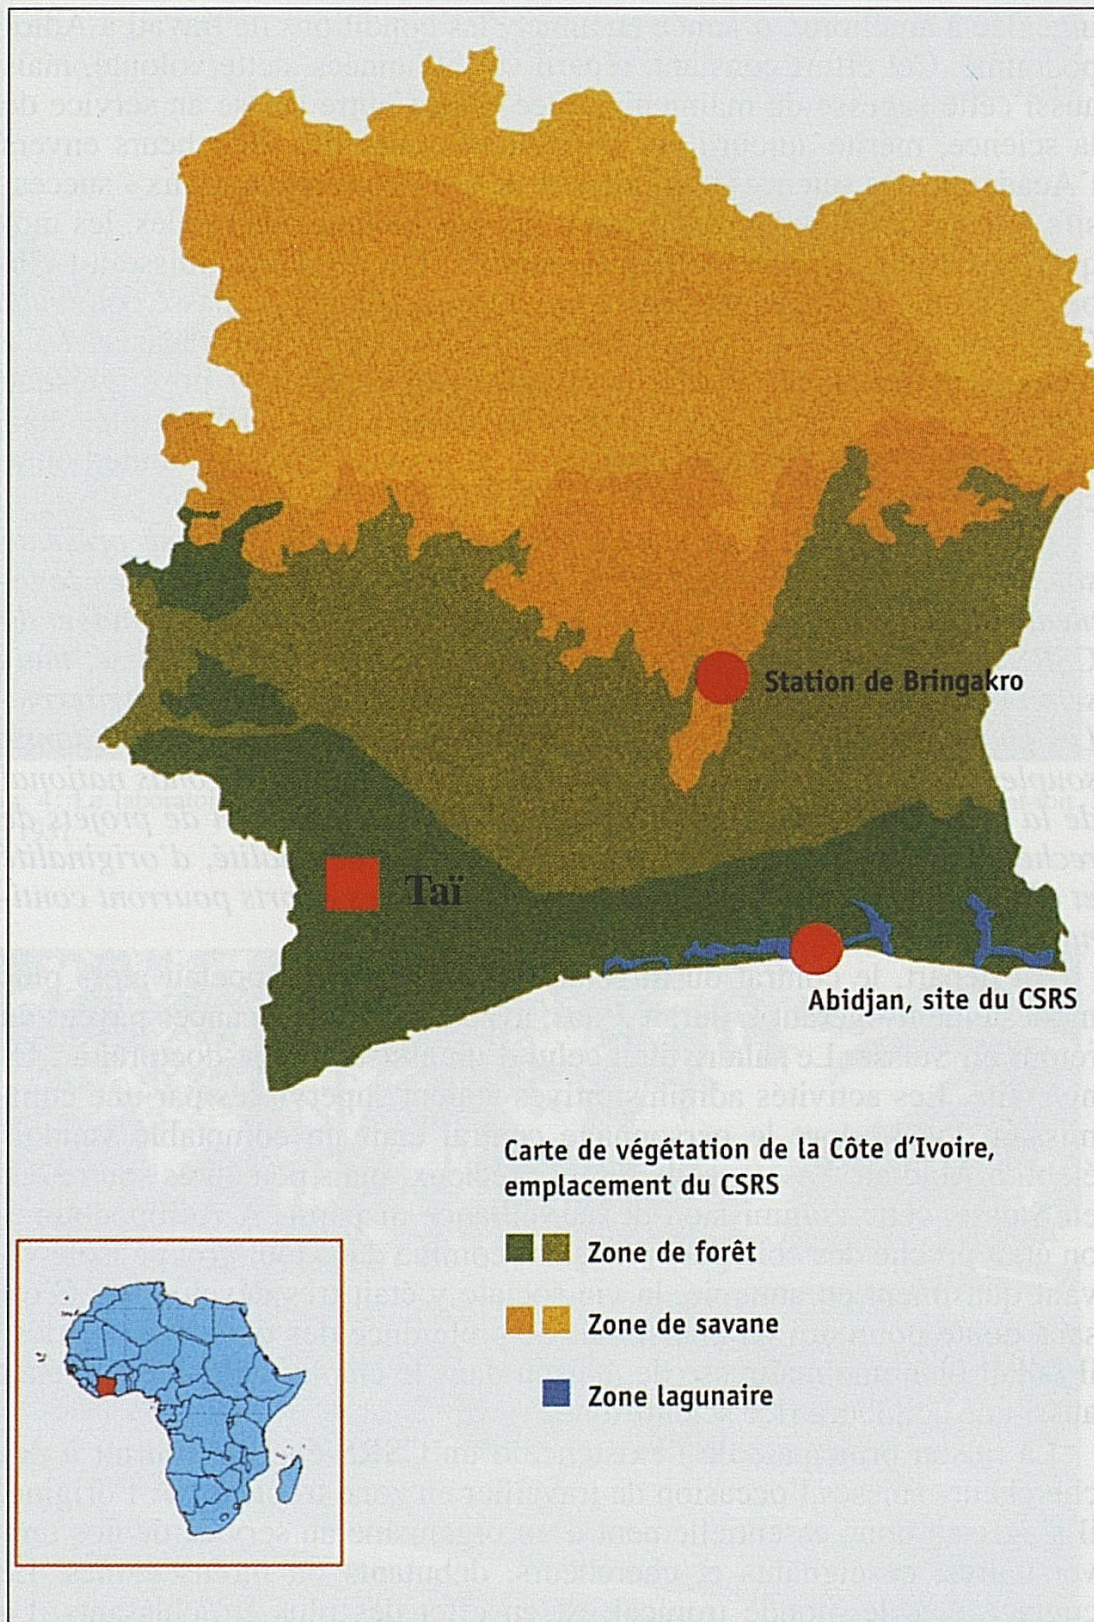 Station de Bringakro
Taï
Abidjan, site du CSRS
Carte de végétation de la Côte d'Ivoire,
emplacement du CSRS
Zone de forêt
Zone de savane
Zone lagunaire